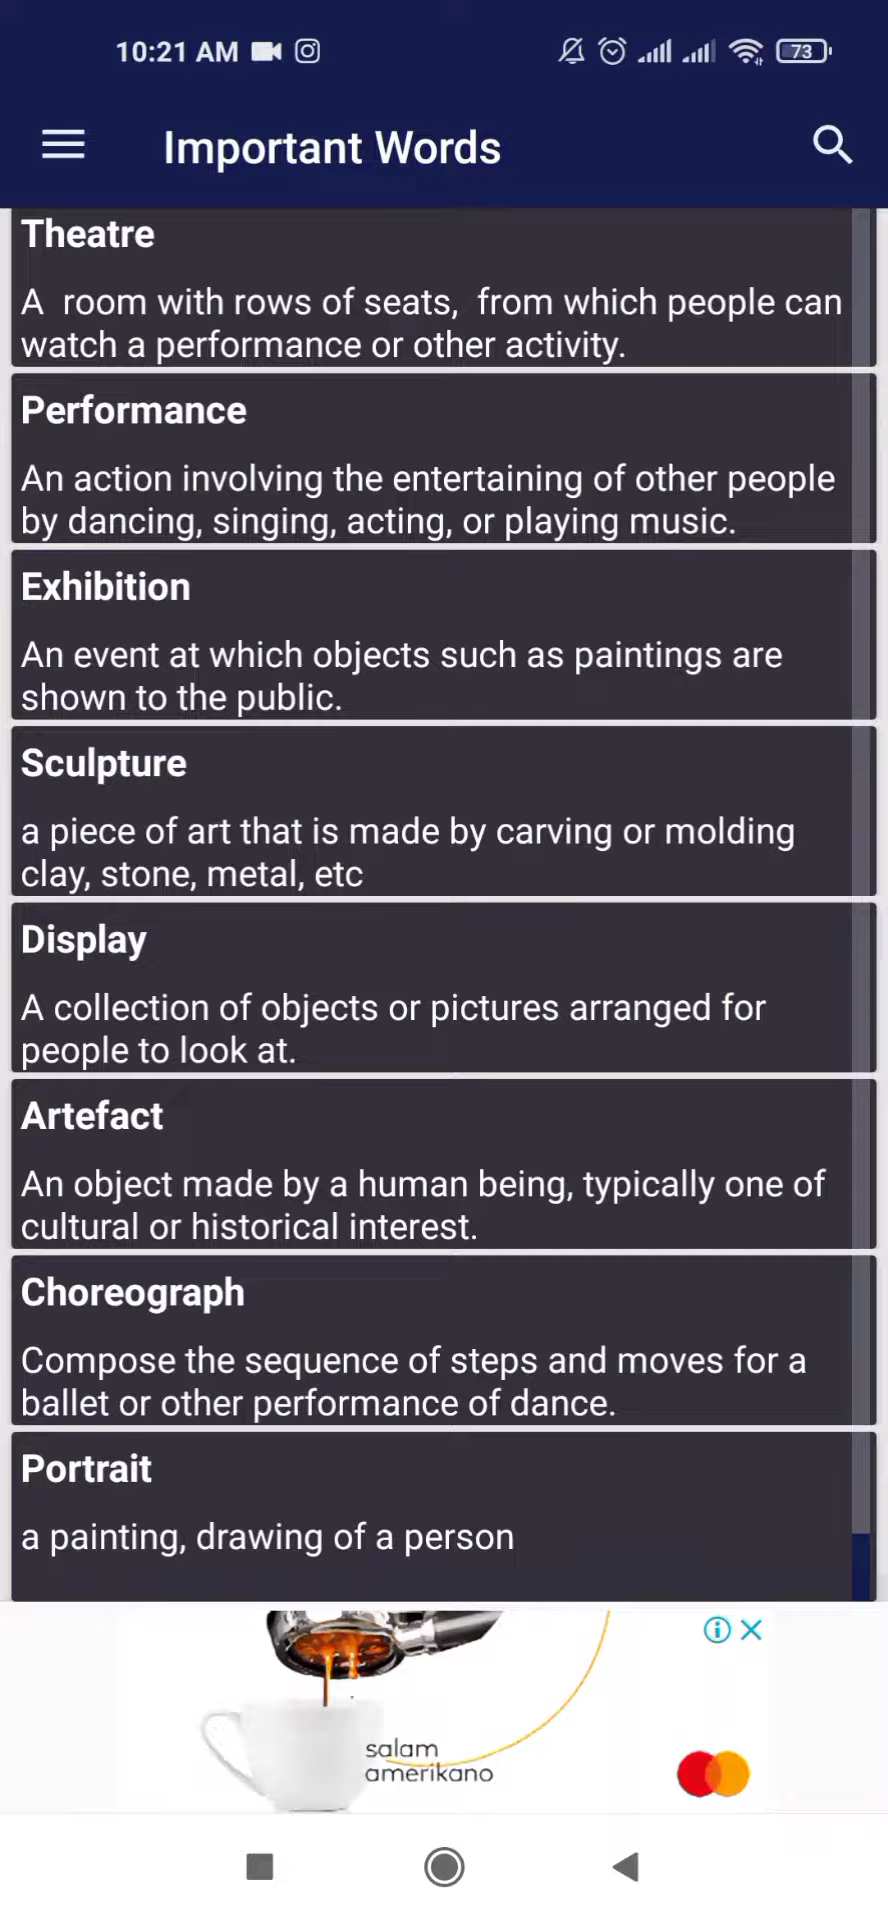 10:21 AM
73
Important Words
Theatre
A  room with rows of seats,  from which people can
watch a performance or other activity.
Performance
An action involving the entertaining of other people
by dancing, singing, acting, or playing music.
Exhibition
An event at which objects such as paintings are
shown to the public.
Sculpture
a piece of art that is made by carving or molding
clay, stone, metal, etc
Display
A collection of objects or pictures arranged for
people to look at.
Artefact
An object made by a human being, typically one of
cultural or historical interest.
Choreograph
Compose the sequence of steps and moves for a
ballet or other performance of dance.
Portrait
a painting, drawing of a person
salam
amerikano